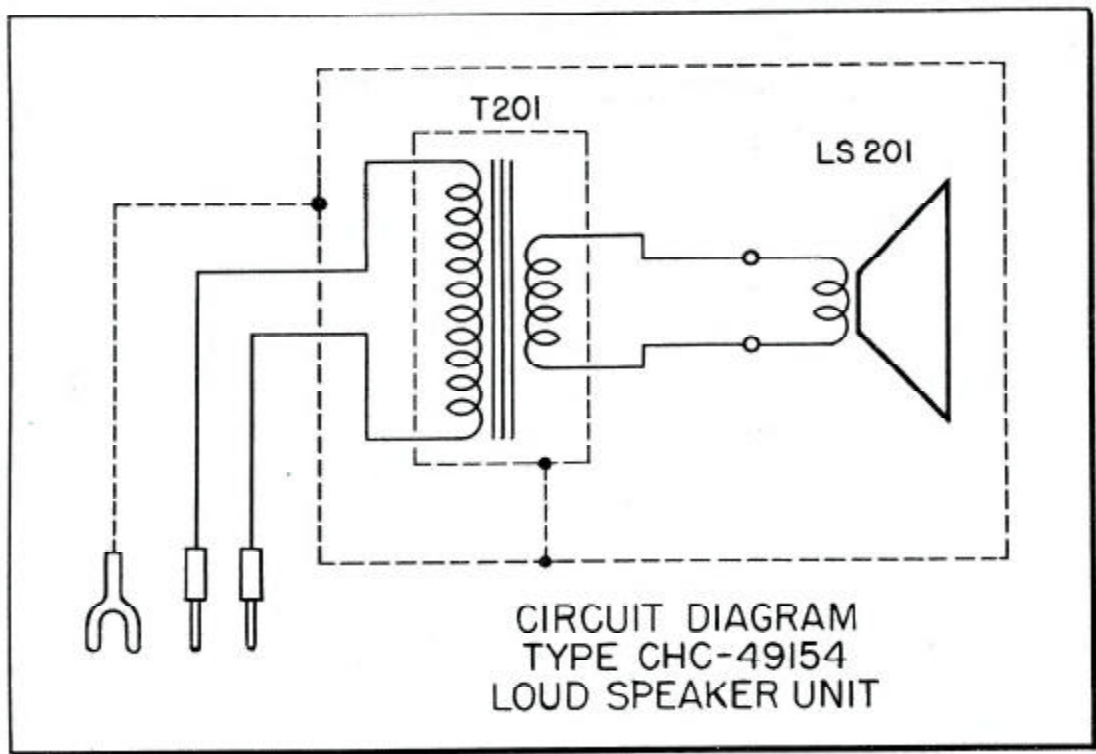 T201
LS 201
CIRCUIT DIAGRAM
TYPE CHC-49154
LOUD SPEAKER UNIT